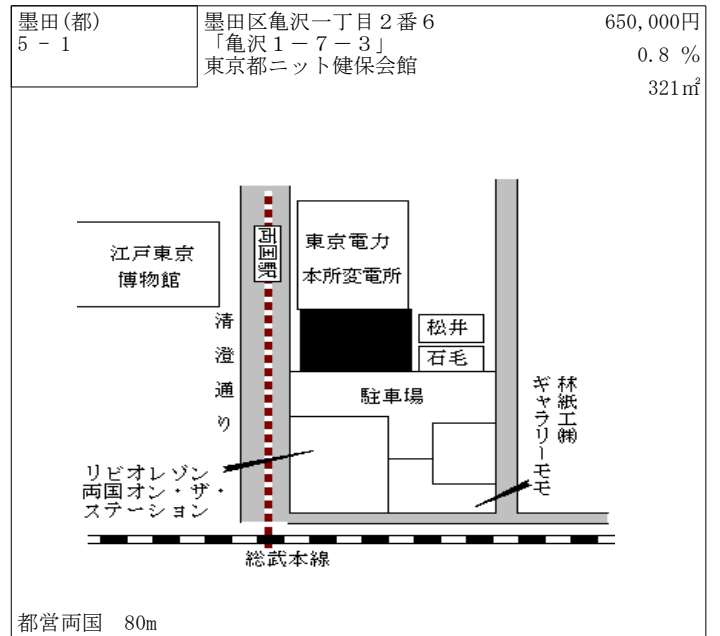 墨田(都)
5 - 1
墨田区亀沢一丁目２番６
「亀沢１－７－３」
東京都ニット健保会館
650,000円
0.8 %
321㎡
江戸東京
博物館
両国駅
東京電力
本所変電所
清澄通り
松井
石毛
駐車場
林紙工㈱
ギャラリーモモ
リビオレゾン
両国オン・ザ・
ステーション
総武本線
都営両国　80m